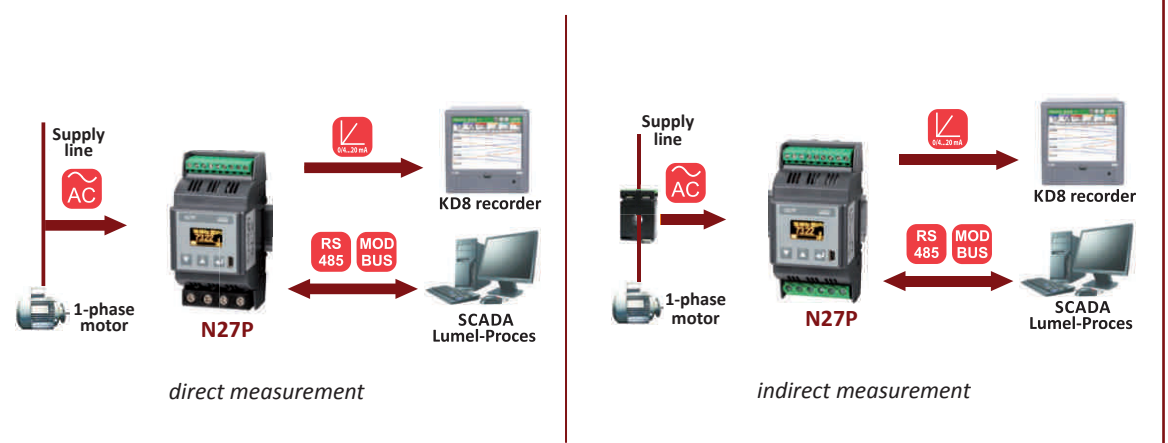 Supply
line
AC
1-phase
motor
N27P
0/4...20 mA
KD8 recorder
RS
485
MOD
BUS
SCADA
Lumel-Proces
direct measurement
Supply
line
AC
1-phase
motor
N27P
0/4...20 mA
KD8 recorder
RS
485
MOD
BUS
SCADA
Lumel-Proces
indirect measurement